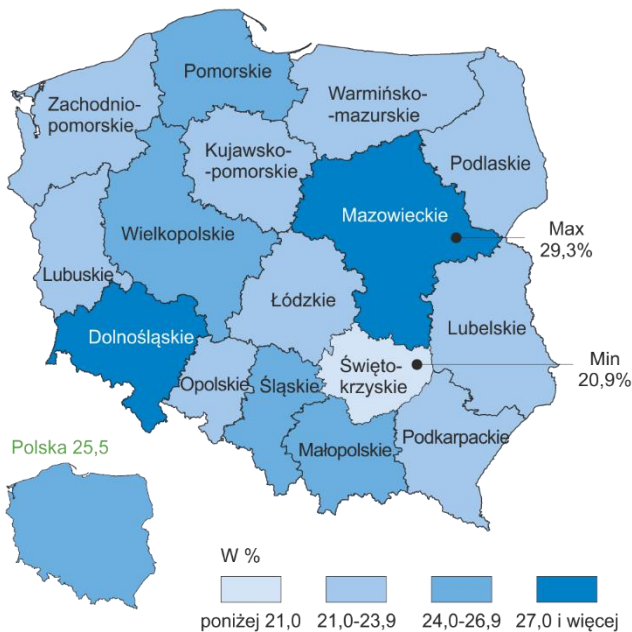 Pomorskie
Zachodnio-
pomorskie
Warmińsko-
-mazurskie
Kujawsko-
-pomorskie
Podlaskie
Mazowieckie
Wielkopolskie
Max
29,3%
Lubuskie
Łódzkie
Dolnośląskie
Lubelskie
Święto-
krzyskie
Min
20,9%
Opolskie
Śląskie
Małopolskie
Podkarpackie
Polska 25,5
W %
poniżej 21,0
21,0-23,9
24,0-26,9
27,0 i więcej